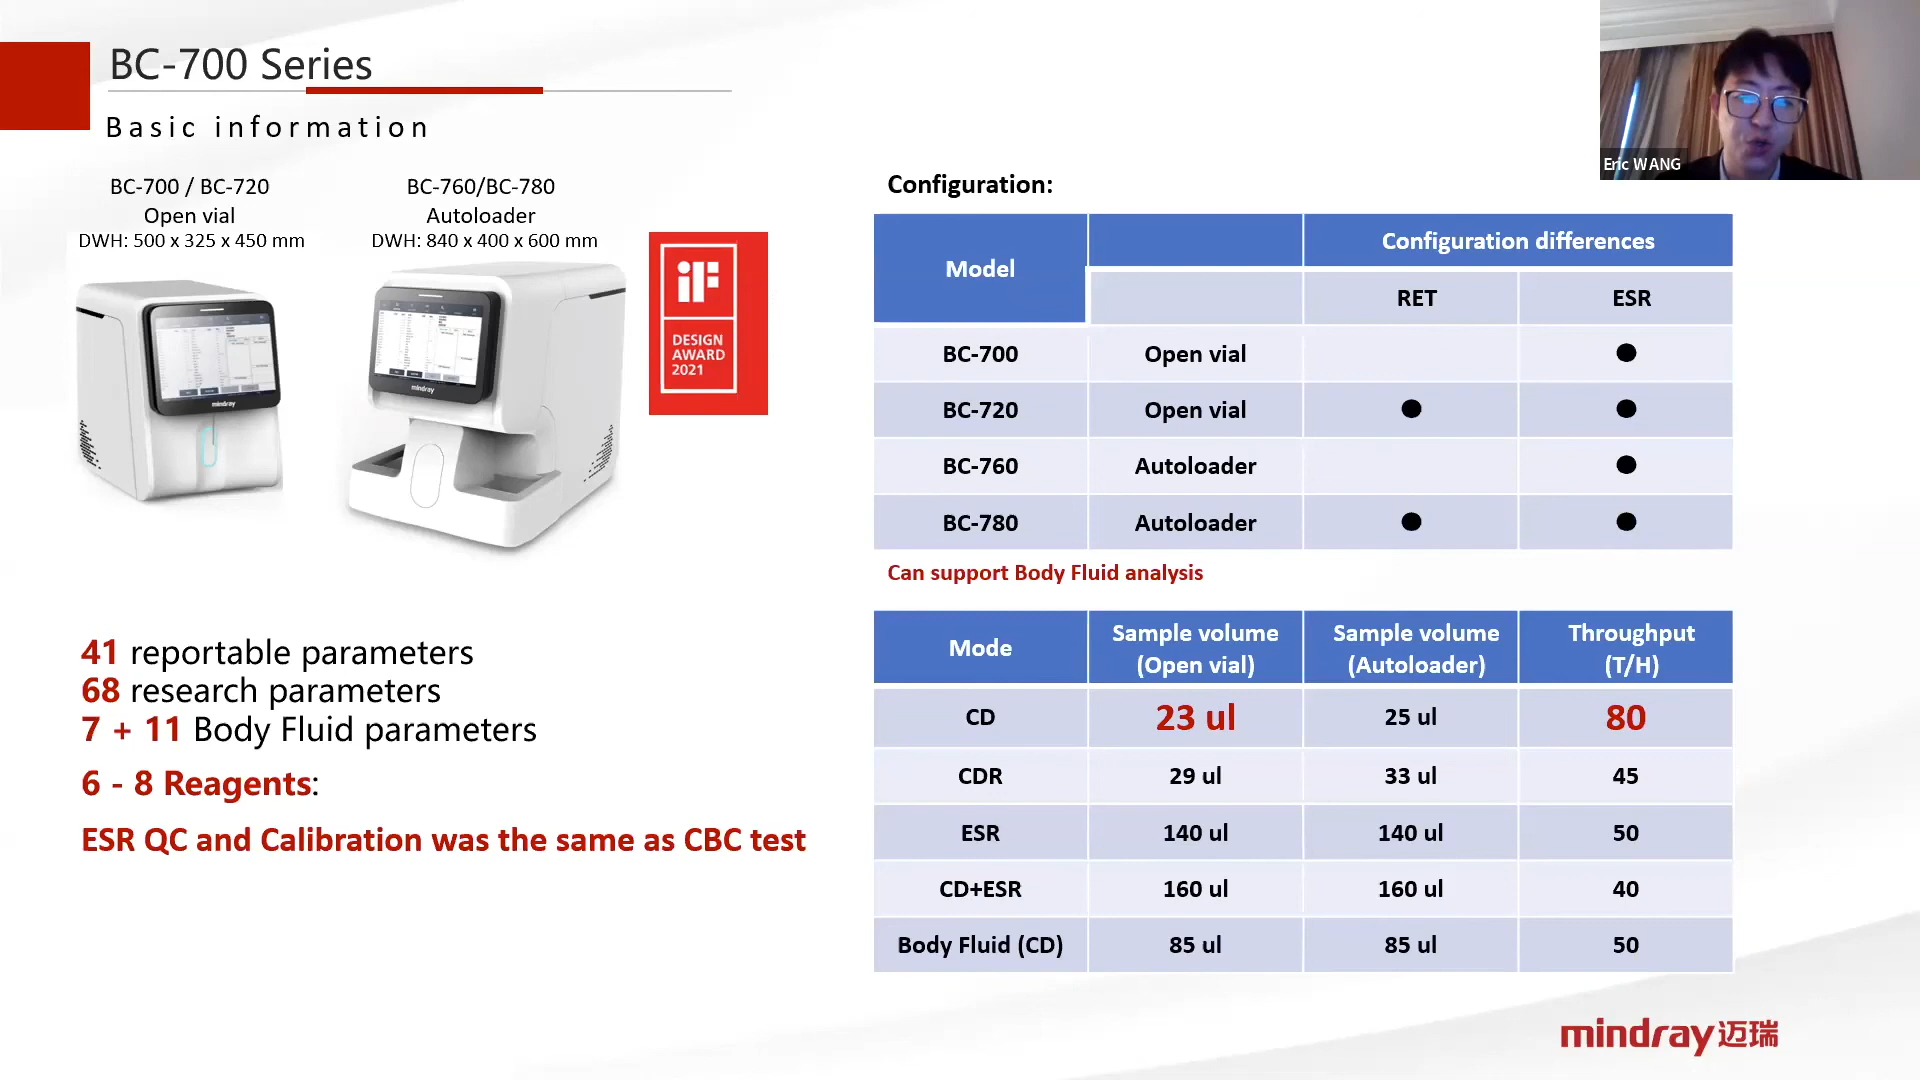 BC-700 Series
Basic information
BC-700 / BC-720
Open vial
DWH: 500 x 325 x 450 mm
BC-760/BC-780
Autoloader
DWH: 840 x 400 x 600 mm
mindray
mindray
iF
DESIGN
AWARD
2021
41 reportable parameters
68 research parameters
7 + 11 Body Fluid parameters
6 - 8 Reagents:
ESR QC and Calibration was the same as CBC test
Eric WANG
Configuration:
Model Configuration differences
RET ESR
BC-700 Open vial ●
BC-720 Open vial ● ●
BC-760 Autoloader ●
BC-780 Autoloader ● ●
Can support Body Fluid analysis
Mode Sample volume (Open vial) Sample volume (Autoloader) Throughput (T/H)
CD 23 ul 25 ul 80
CDR 29 ul 33 ul 45
ESR 140 ul 140 ul 50
CD+ESR 160 ul 160 ul 40
Body Fluid (CD) 85 ul 85 ul 50
mindray迈瑞